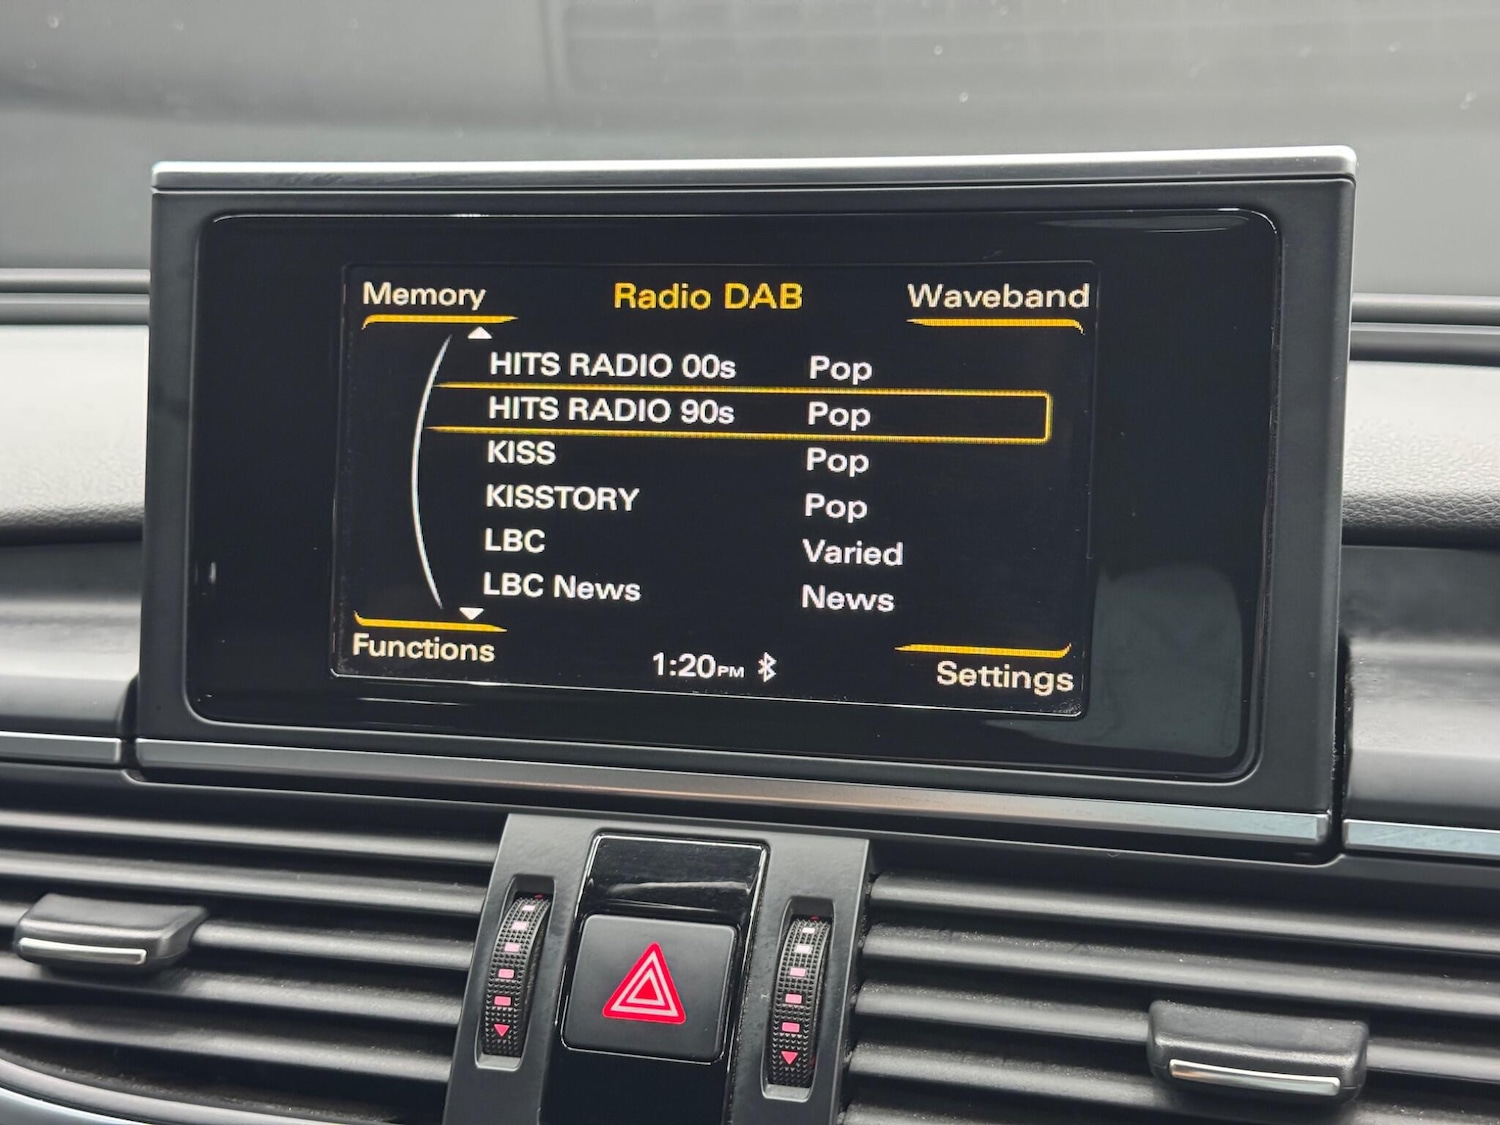 Memory Radio DAB Waveband
HITS RADIO 00s Pop
HITS RADIO 90s Pop
KISS Pop
KISSTORY Pop
LBC Varied
LBC News News
Functions 1:20PM Settings